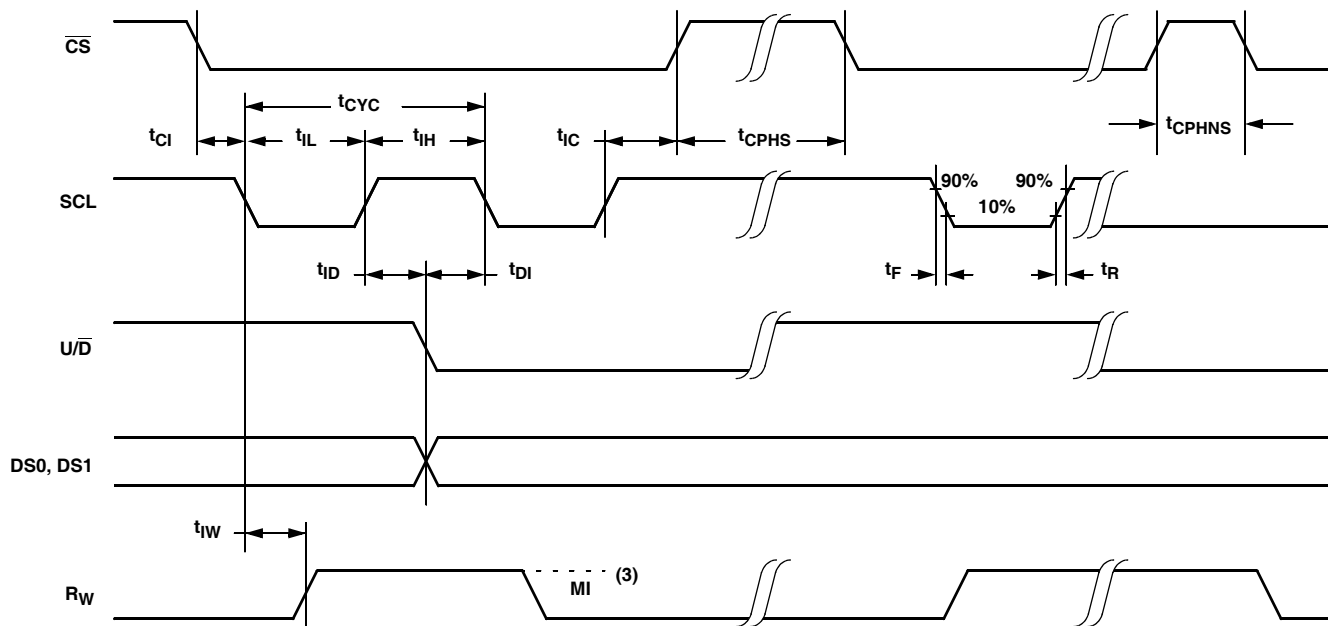 C̅S̅
tCYC
tCI
tIL
tIH
tIC
tCPHS
tCPHNS
SCL
90%
90%
10%
tID
tDI
tF
tR
U/D̅
DS0, DS1
tIW
RW
MI
(3)